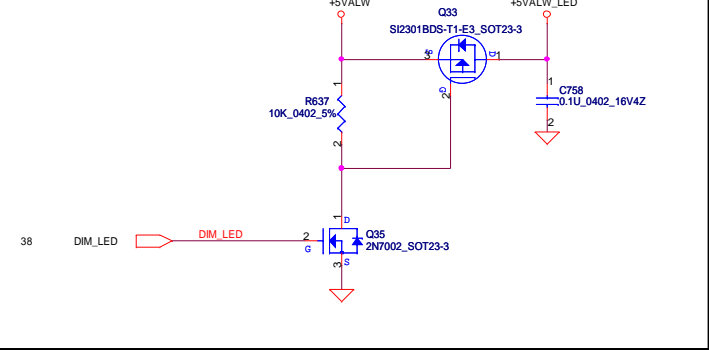 +5VALW
+5VALW_LED
Q33
SI2301BDS-T1-E3_SOT23-3
S
3
D
1
G
2
1
C758
0.1U_0402_16V4Z
2
1
R637
10K_0402_5%
2
1
D
38
DIM_LED
DIM_LED
2
G
Q35
2N7002_SOT23-3
3
S